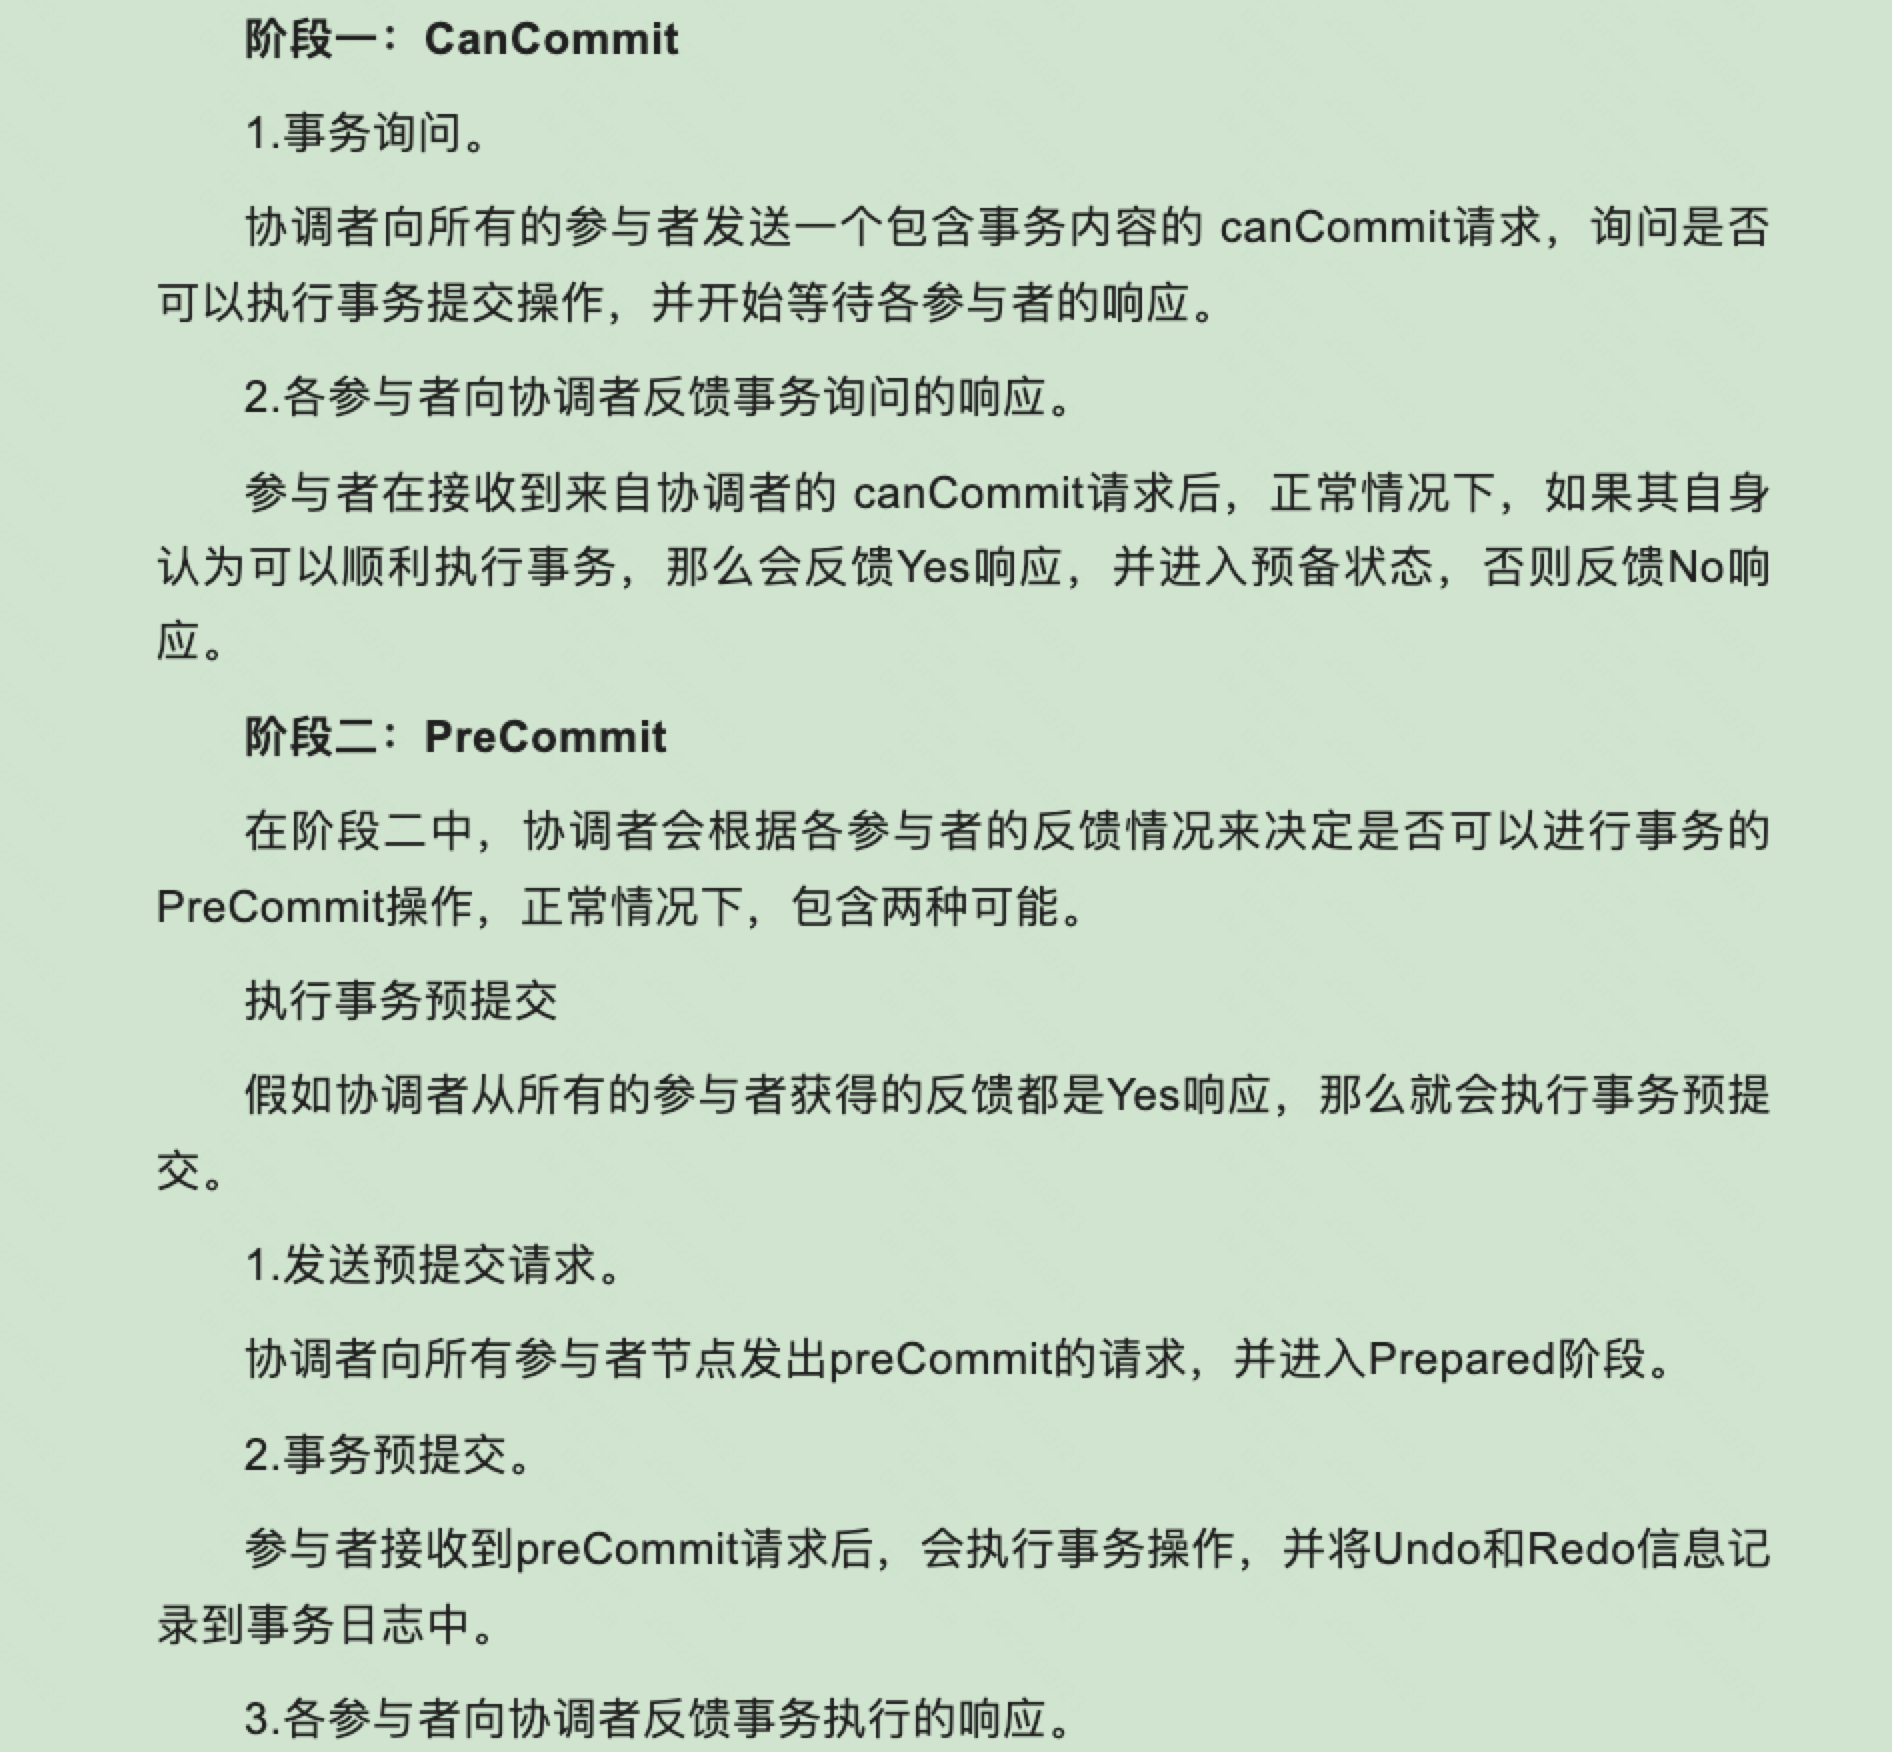 阶段一：CanCommit
1.事务询问。
协调者向所有的参与者发送一个包含事务内容的 canCommit请求，询问是否
可以执行事务提交操作，并开始等待各参与者的响应。
2.各参与者向协调者反馈事务询问的响应。
参与者在接收到来自协调者的 canCommit请求后，正常情况下，如果其自身
认为可以顺利执行事务，那么会反馈Yes响应，并进入预备状态，否则反馈No响
应。
阶段二：PreCommit
在阶段二中，协调者会根据各参与者的反馈情况来决定是否可以进行事务的
PreCommit操作，正常情况下，包含两种可能。
执行事务预提交
假如协调者从所有的参与者获得的反馈都是Yes响应，那么就会执行事务预提
交。
1.发送预提交请求。
协调者向所有参与者节点发出preCommit的请求，并进入Prepared阶段。
2.事务预提交。
参与者接收到preCommit请求后，会执行事务操作，并将Undo和Redo信息记
录到事务日志中。
3.各参与者向协调者反馈事务执行的响应。